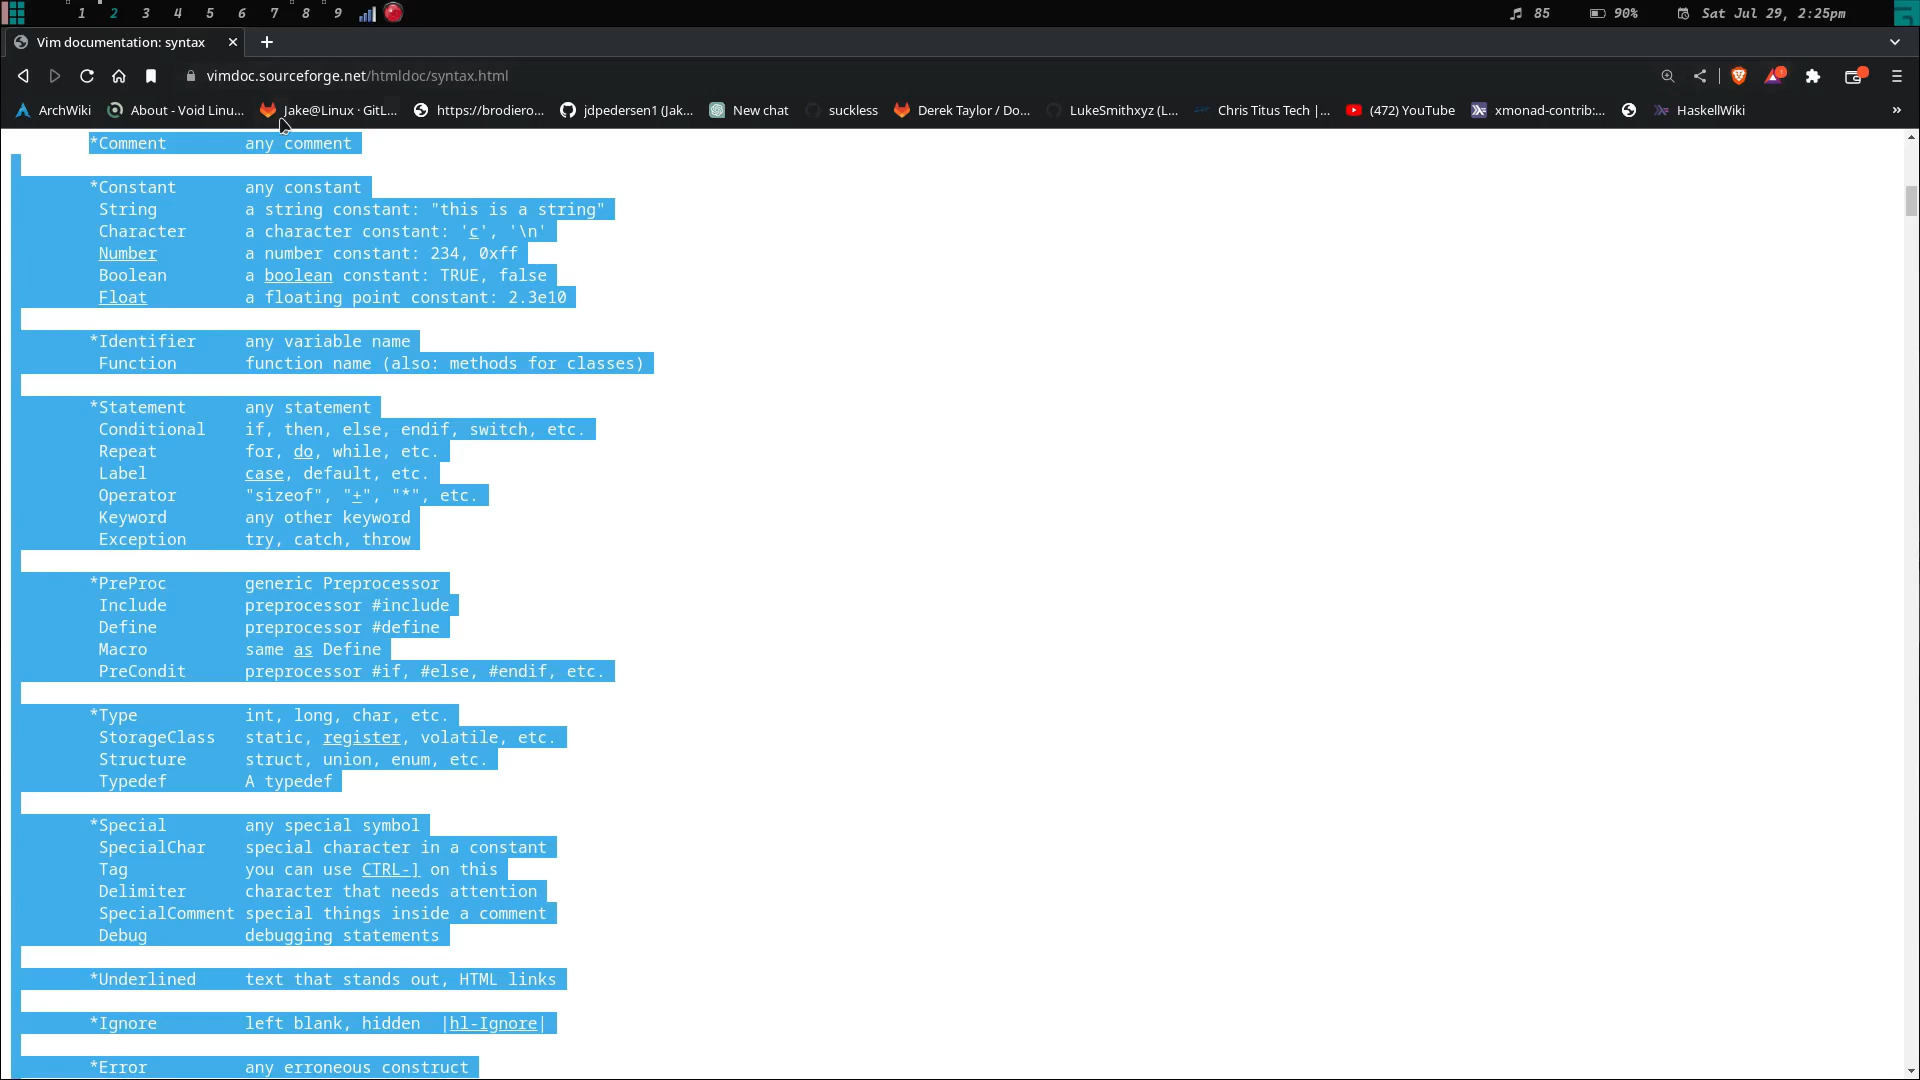 1 2 3 4 5 6 7 8 9 85 90% Sat Jul 29, 2:25pm
Vim documentation: syntax
vimdoc.sourceforge.net/htmldoc/syntax.html
ArchWiki About - Void Linu... Jake@Linux · GitL... https://brodiero... jdpedersen1 (Jak... New chat suckless Derek Taylor / Do... LukeSmithxyz (L... Chris Titus Tech |... (472) YouTube xmonad-contrib:... HaskellWiki »
*Comment any comment
*Constant any constant
String a string constant: "this is a string"
Character a character constant: 'c', '\n'
Number a number constant: 234, 0xff
Boolean a boolean constant: TRUE, false
Float a floating point constant: 2.3e10
*Identifier any variable name
Function function name (also: methods for classes)
*Statement any statement
Conditional if, then, else, endif, switch, etc.
Repeat for, do, while, etc.
Label case, default, etc.
Operator "sizeof", "+", "*", etc.
Keyword any other keyword
Exception try, catch, throw
*PreProc generic Preprocessor
Include preprocessor #include
Define preprocessor #define
Macro same as Define
PreCondit preprocessor #if, #else, #endif, etc.
*Type int, long, char, etc.
StorageClass static, register, volatile, etc.
Structure struct, union, enum, etc.
Typedef A typedef
*Special any special symbol
SpecialChar special character in a constant
Tag you can use CTRL-] on this
Delimiter character that needs attention
SpecialComment special things inside a comment
Debug debugging statements
*Underlined text that stands out, HTML links
*Ignore left blank, hidden |hl-Ignore|
*Error any erroneous construct